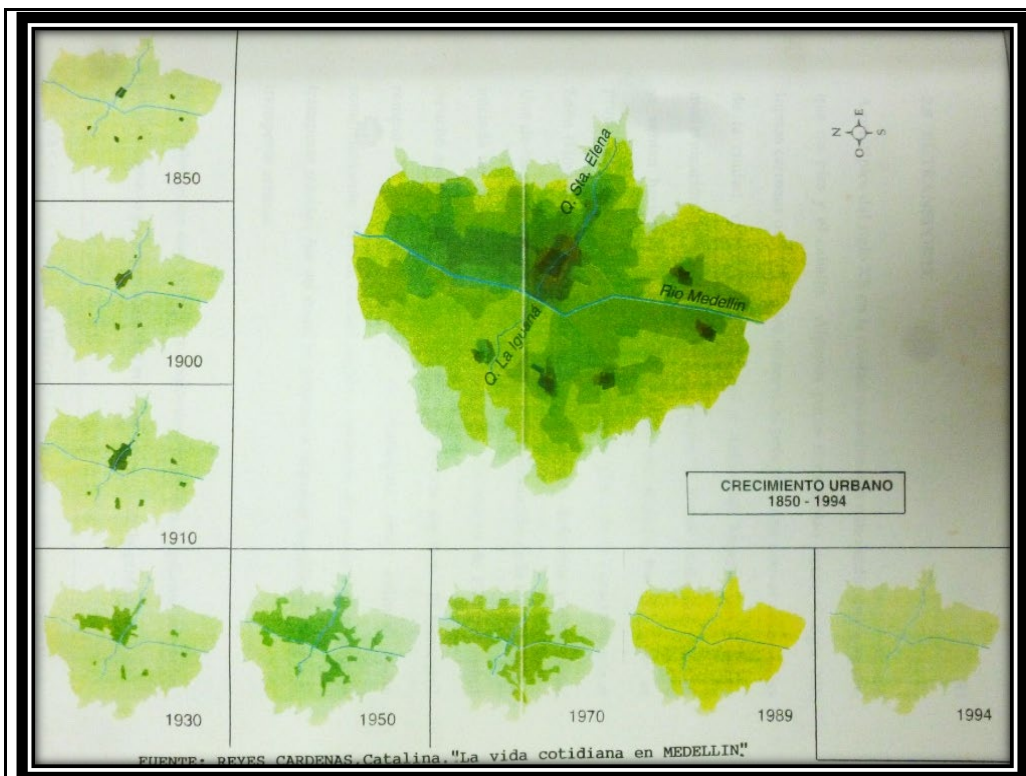 1850
1900
1910
1930
1950
1970
1989
1994
Q. Sta. Elena
Rio Medellín
Q. La Iguaná
N
E
S
O
CRECIMIENTO URBANO
1850 - 1994
FUENTE: REYES CARDENAS,Catalina."La vida cotidiana en MEDELLIN"